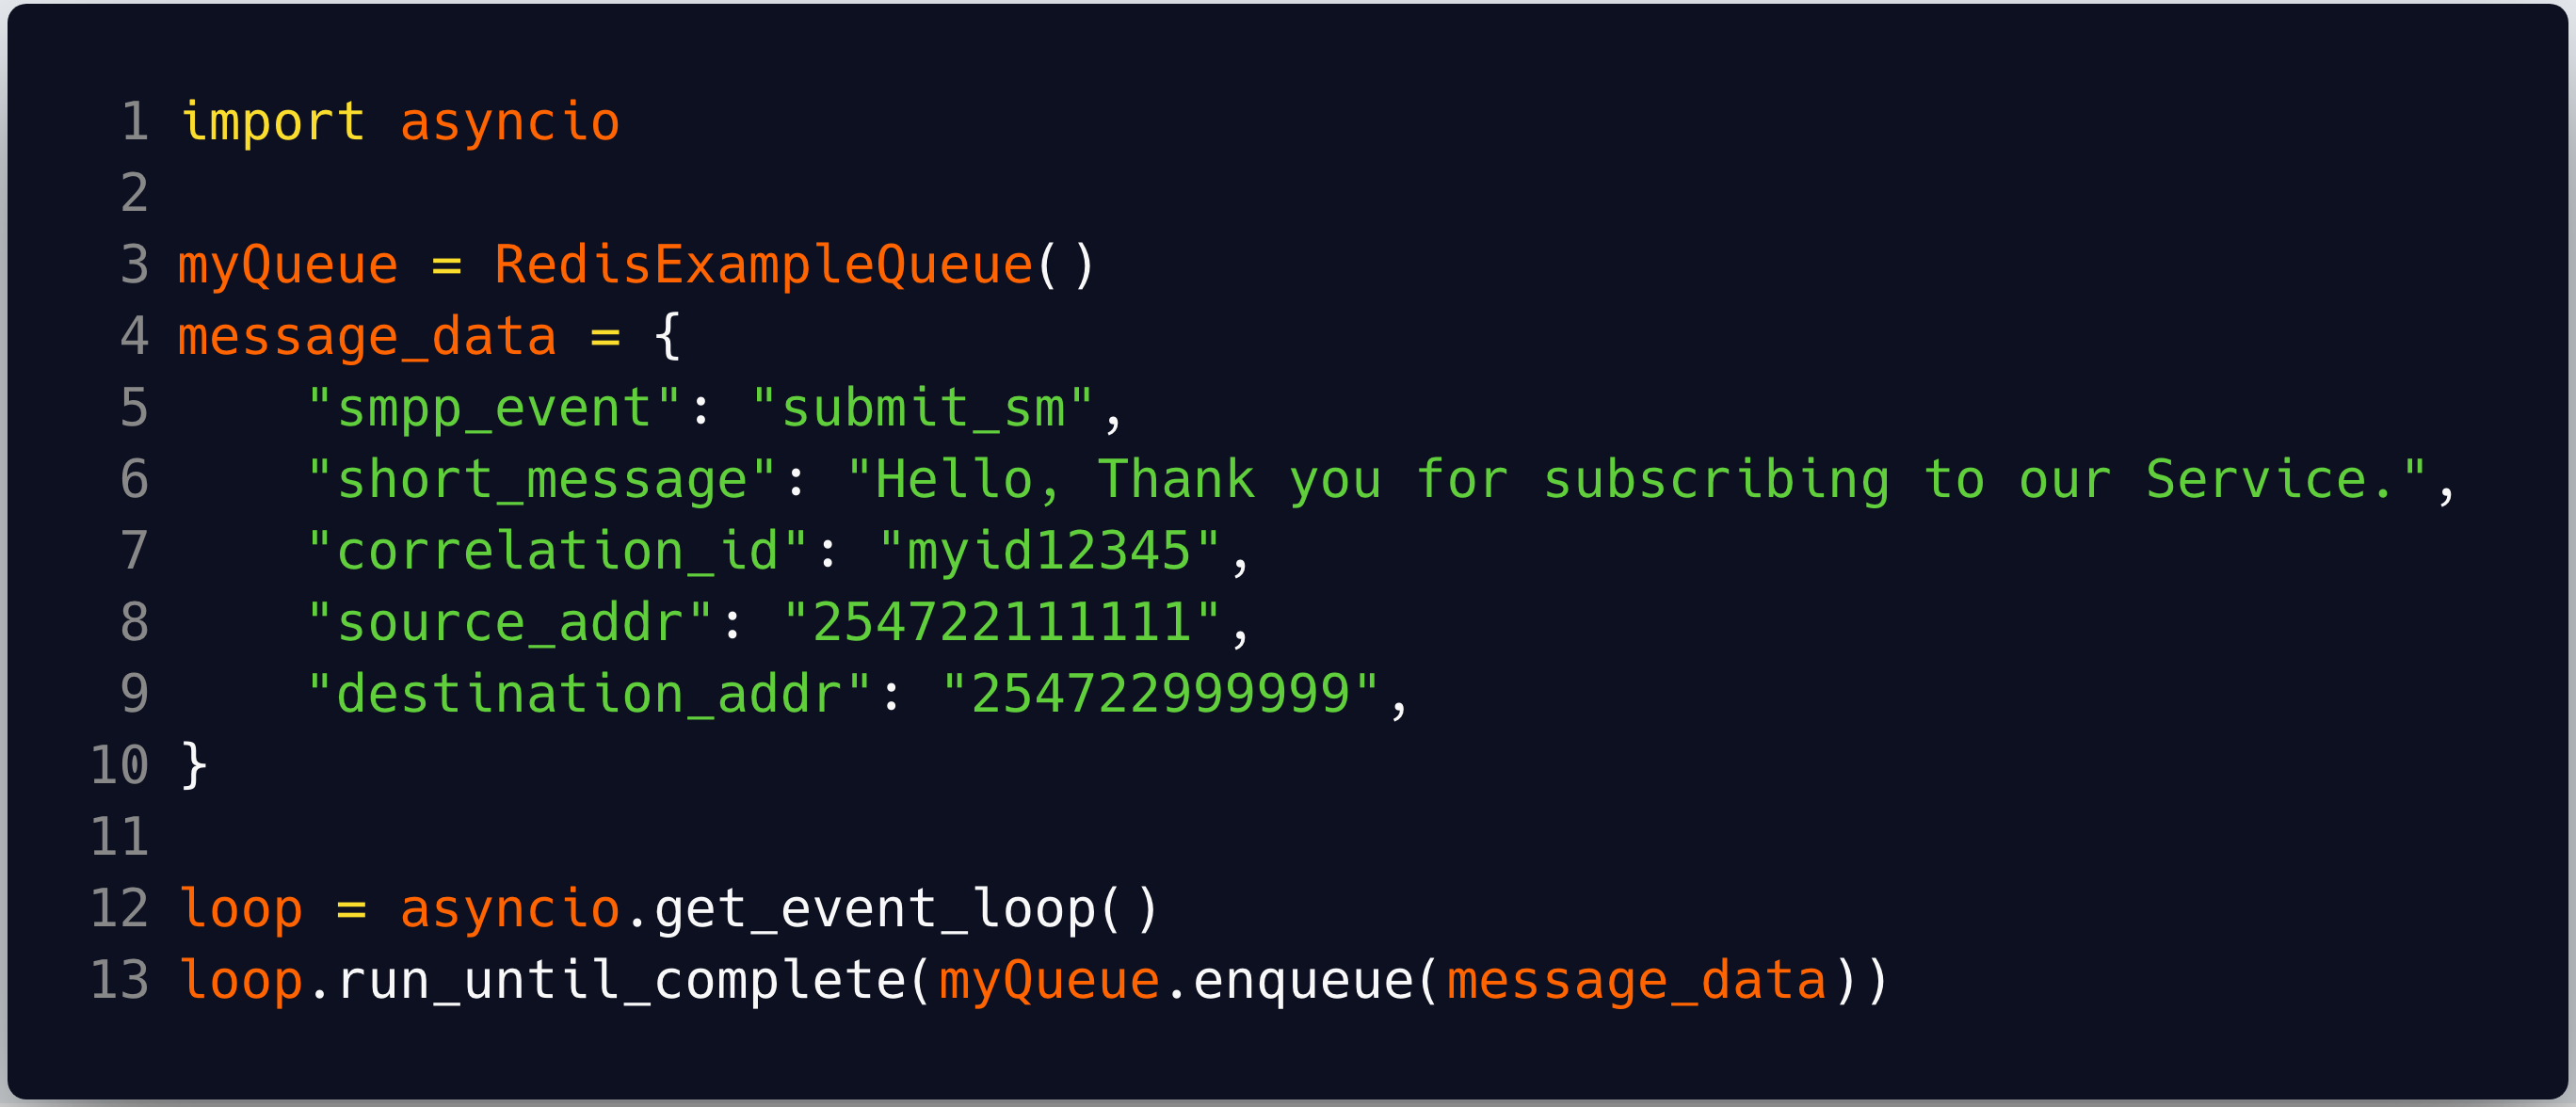 1 import asyncio
2
3 myQueue = RedisExampleQueue()
4 message_data = {
5     "smpp_event": "submit_sm",
6     "short_message": "Hello, Thank you for subscribing to our Service.",
7     "correlation_id": "myid12345",
8     "source_addr": "254722111111",
9     "destination_addr": "254722999999",
10 }
11
12 loop = asyncio.get_event_loop()
13 loop.run_until_complete(myQueue.enqueue(message_data))